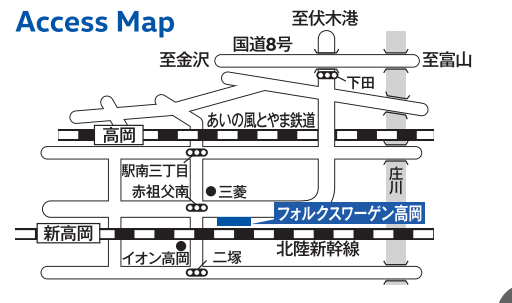 Access Map
至伏木港
国道8号
至金沢
至富山
下田
あいの風とやま鉄道
高岡
駅南三丁目
庄川
赤祖父南
三菱
フォルクスワーゲン高岡
新高岡
北陸新幹線
イオン高岡
二塚